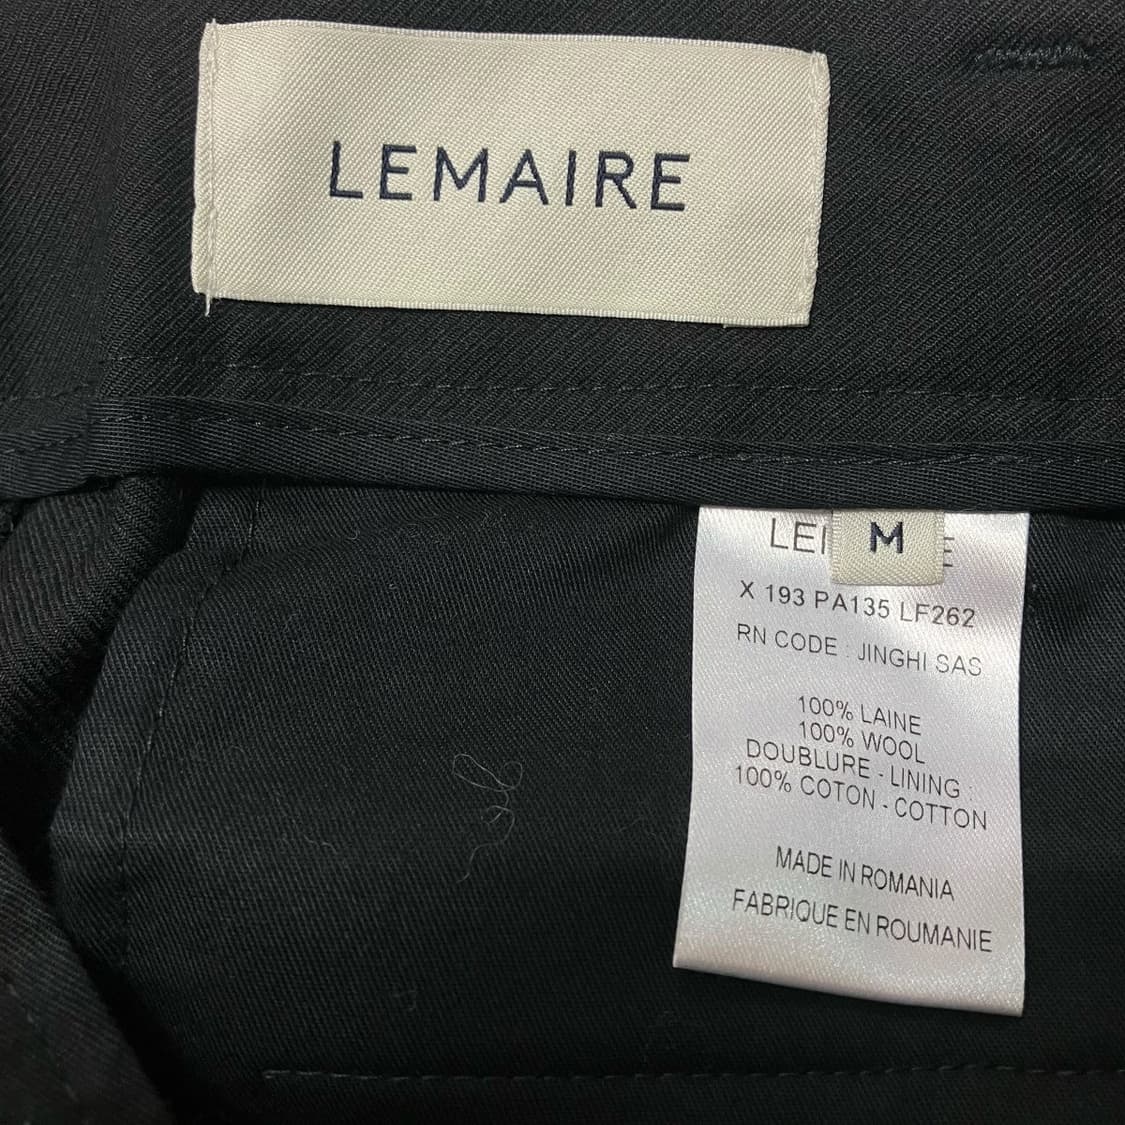 LEMAIRE
M
X 193 PA135 LF262
RN CODE : JINGHI SAS
100% LAINE
100% WOOL
DOUBLURE - LINING :
100% COTON - COTTON
MADE IN ROMANIA
FABRIQUE EN ROUMANIE